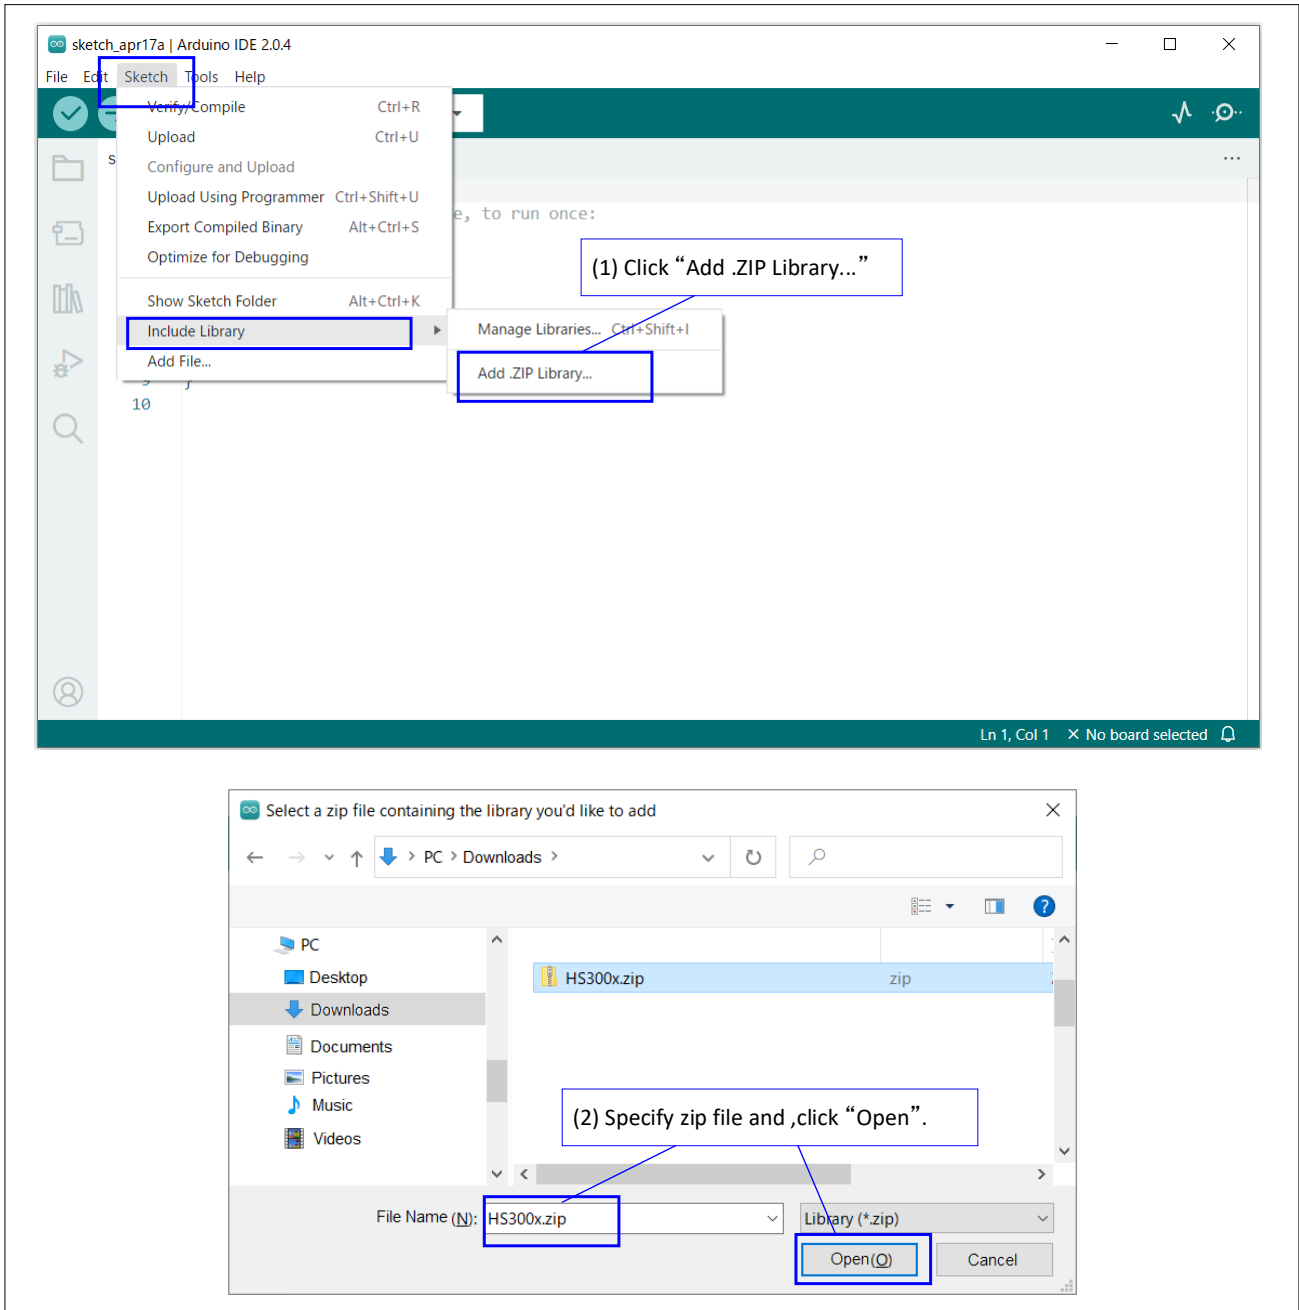 sketch_apr17a | Arduino IDE 2.0.4
File Edit Sketch Tools Help
Verify/Compile Ctrl+R
Upload Ctrl+U
s
Configure and Upload
Upload Using Programmer Ctrl+Shift+U
e, to run once:
Export Compiled Binary Alt+Ctrl+S
Optimize for Debugging
(1) Click “Add .ZIP Library...”
Show Sketch Folder Alt+Ctrl+K
Include Library
Manage Libraries... Ctrl+Shift+I
Add File...
Add .ZIP Library...
9 }
10
Ln 1, Col 1 × No board selected
Select a zip file containing the library you'd like to add
> PC > Downloads >
PC
Desktop
HS300x.zip zip
Downloads
Documents
Pictures
Music
(2) Specify zip file and ,click “Open”.
Videos
File Name (N): HS300x.zip
Library (*.zip)
Open(O) Cancel